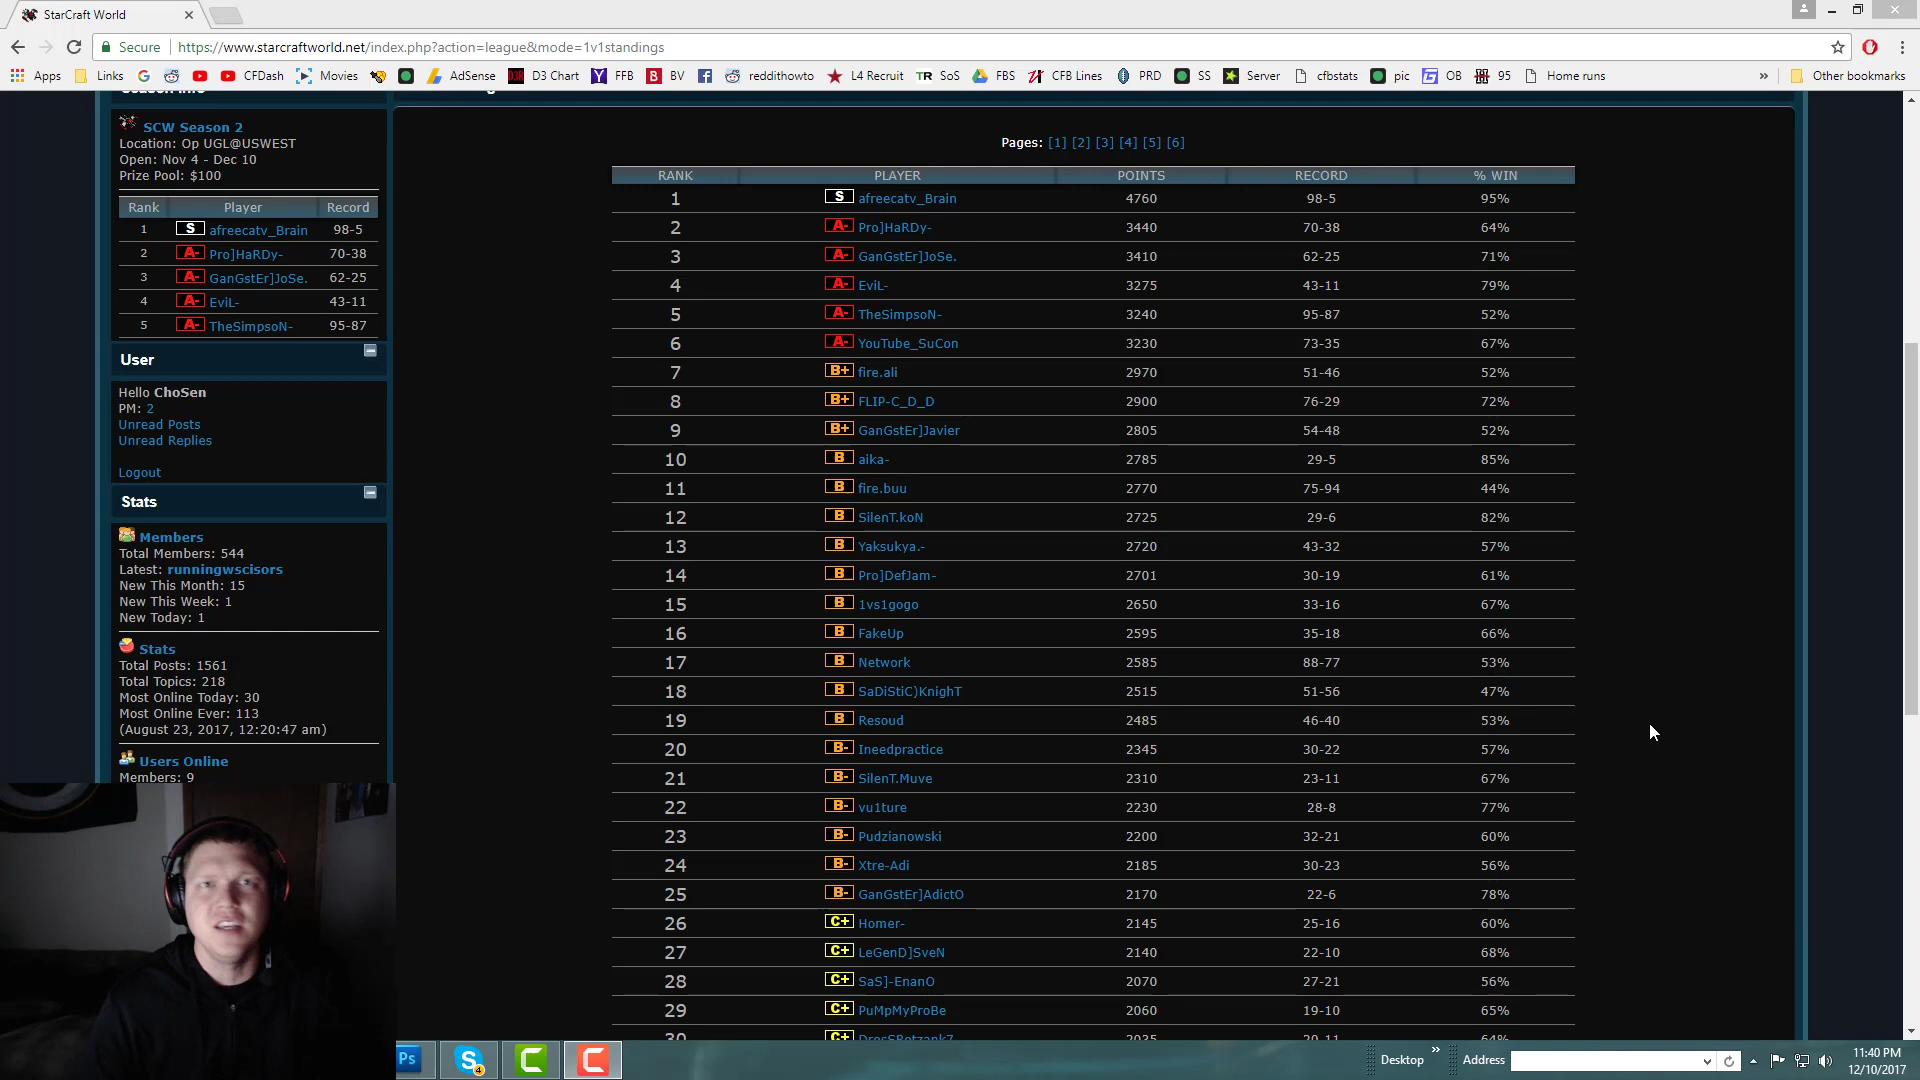 StarCraft World
Secure
https://www.starcraftworld.net/index.php?action=league&mode=1v1standings
Apps Links CFDash Movies AdSense D3 Chart FFB BV reddithowto L4 Recruit SoS FBS CFB Lines PRD SS Server cfbstats pic OB 95 Home runs » Other bookmarks
SCW Season 2
Location: Op UGL@USWEST
Open: Nov 4 - Dec 10
Prize Pool: $100
Rank Player Record
1 S afreecatv_Brain 98-5
2 A- Pro]HaRDy- 70-38
3 A- GanGstEr]JoSe. 62-25
4 A- EviL- 43-11
5 A- TheSimpsoN- 95-87
User
Hello ChoSen
PM: 2
Unread Posts
Unread Replies
Logout
Stats
Members
Total Members: 544
Latest: runningwscisors
New This Month: 15
New This Week: 1
New Today: 1
Stats
Total Posts: 1561
Total Topics: 218
Most Online Today: 30
Most Online Ever: 113
(August 23, 2017, 12:20:47 am)
Users Online
Members: 9
Pages: [1] [2] [3] [4] [5] [6]
RANK PLAYER POINTS RECORD % WIN
1 S afreecatv_Brain 4760 98-5 95%
2 A- Pro]HaRDy- 3440 70-38 64%
3 A- GanGstEr]JoSe. 3410 62-25 71%
4 A- EviL- 3275 43-11 79%
5 A- TheSimpsoN- 3240 95-87 52%
6 A- YouTube_SuCon 3230 73-35 67%
7 B+ fire.ali 2970 51-46 52%
8 B+ FLIP-C_D_D 2900 76-29 72%
9 B+ GanGstEr]Javier 2805 54-48 52%
10 B aika- 2785 29-5 85%
11 B fire.buu 2770 75-94 44%
12 B SilenT.koN 2725 29-6 82%
13 B Yaksukya.- 2720 43-32 57%
14 B Pro]DefJam- 2701 30-19 61%
15 B 1vs1gogo 2650 33-16 67%
16 B FakeUp 2595 35-18 66%
17 B Network 2585 88-77 53%
18 B SaDiStiC)KnighT 2515 51-56 47%
19 B Resoud 2485 46-40 53%
20 B- Ineedpractice 2345 30-22 57%
21 B- SilenT.Muve 2310 23-11 67%
22 B- vu1ture 2230 28-8 77%
23 B- Pudzianowski 2200 32-21 60%
24 B- Xtre-Adi 2185 30-23 56%
25 B- GanGstEr]AdictO 2170 22-6 78%
26 C+ Homer- 2145 25-16 60%
27 C+ LeGenD]SveN 2140 22-10 68%
28 C+ SaS]-EnanO 2070 27-21 56%
29 C+ PuMpMyProBe 2060 19-10 65%
Ps
4
Desktop » Address
11:40 PM
12/10/2017